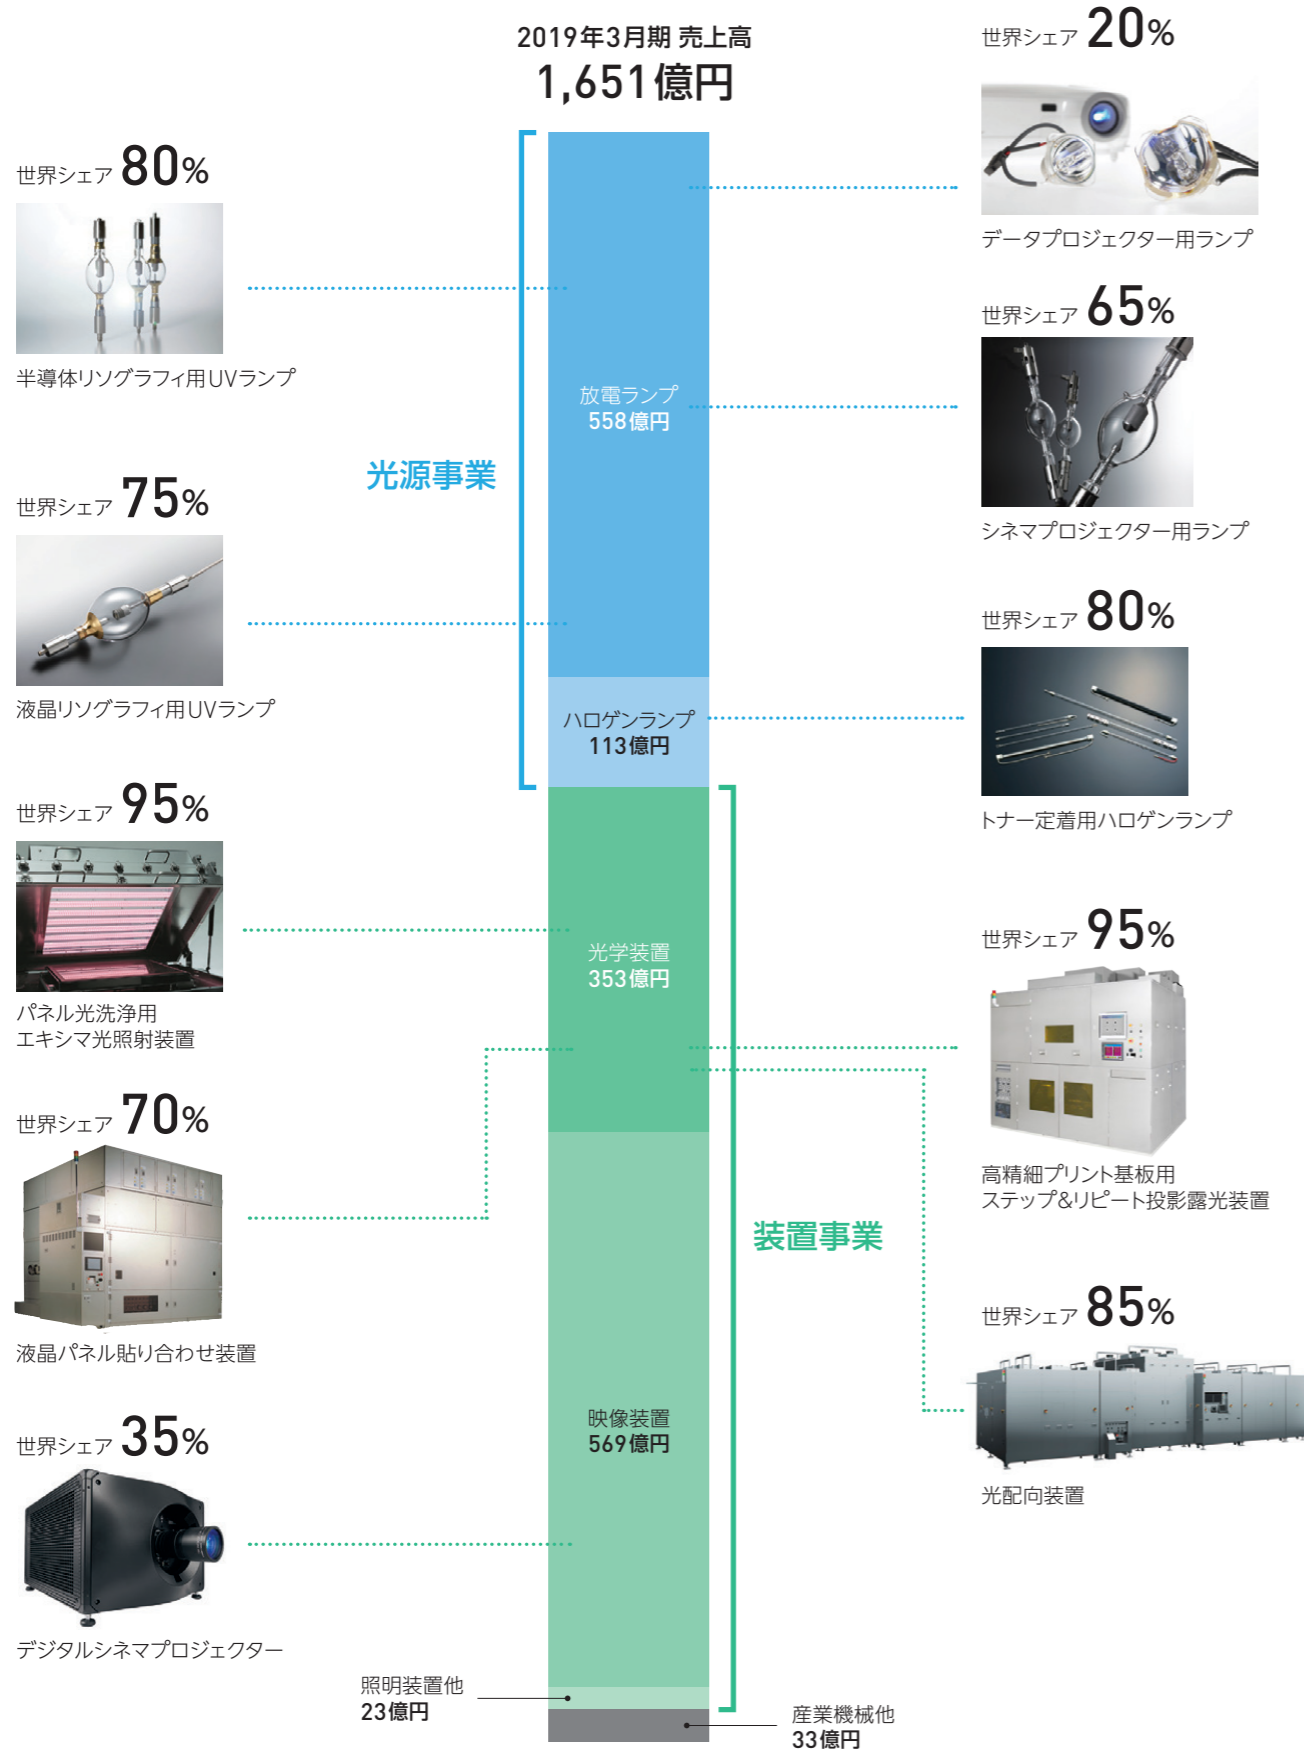 2019年3月期 売上高
1,651億円
世界シェア 80%
半導体リソグラフィ用UVランプ
世界シェア 75%
液晶リソグラフィ用UVランプ
世界シェア 95%
パネル光洗浄用
エキシマ光照射装置
世界シェア 70%
液晶パネル貼り合わせ装置
世界シェア 35%
デジタルシネマプロジェクター
光源事業
放電ランプ
558億円
ハロゲンランプ
113億円
光学装置
353億円
装置事業
映像装置
569億円
照明装置他
23億円
産業機械他
33億円
世界シェア 20%
データプロジェクター用ランプ
世界シェア 65%
シネマプロジェクター用ランプ
世界シェア 80%
トナー定着用ハロゲンランプ
世界シェア 95%
高精細プリント基板用
ステップ&リピート投影露光装置
世界シェア 85%
光配向装置